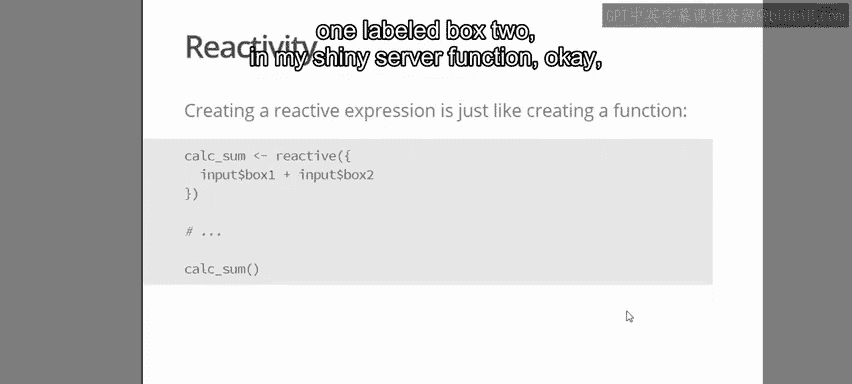 one labeled box two,
in my shiny server function, okay,
Reactivity
Creating a reactive expression is just like creating a function:
calc_sum <- reactive({
input$box1 + input$box2
})
# ...
calc_sum()